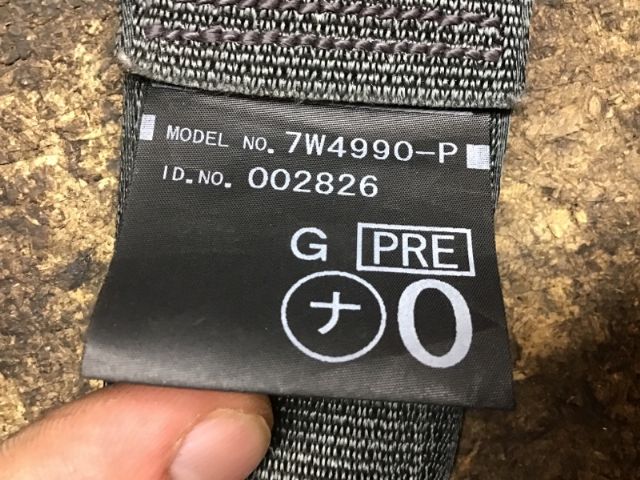 MODEL NO. 7W4990-P
ID.NO. 002826
G PRE
ナ 0